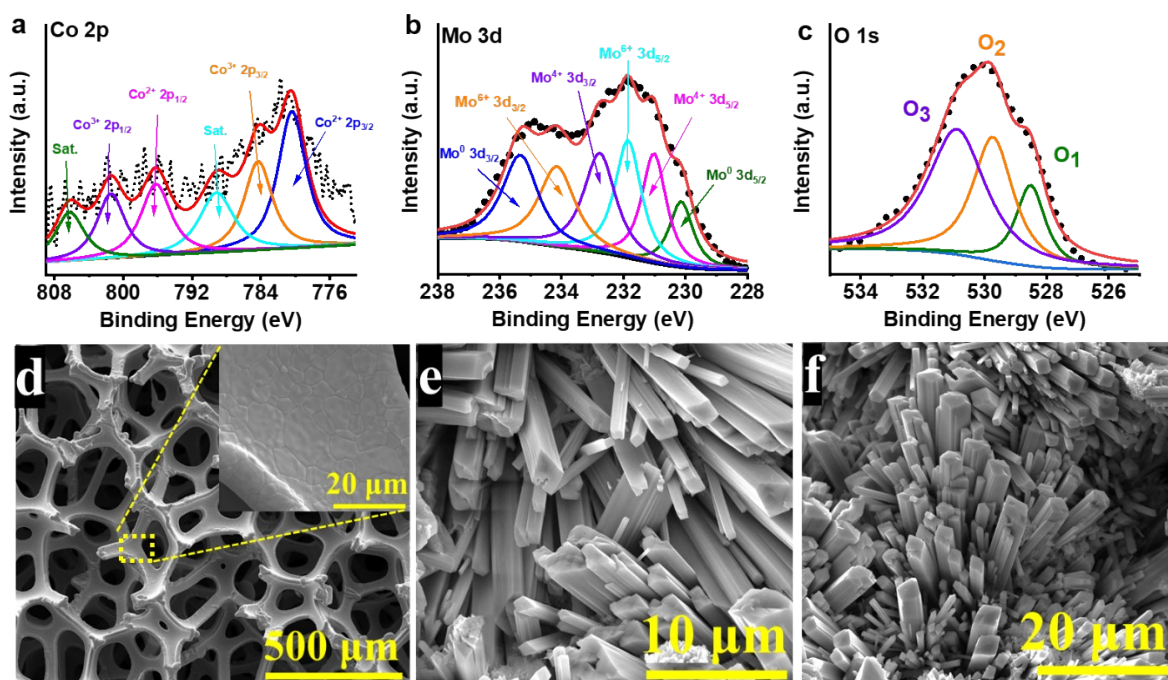 a
Co 2p
Intensity (a.u.)
Sat.
Co³⁺ 2p₁/₂
Co²⁺ 2p₁/₂
Sat.
Co³⁺ 2p₃/₂
Co²⁺ 2p₃/₂
808 800 792 784 776
Binding Energy (eV)
b
Mo 3d
Intensity (a.u.)
Mo⁰ 3d₃/₂
Mo⁶⁺ 3d₃/₂
Mo⁴⁺ 3d₃/₂
Mo⁶⁺ 3d₅/₂
Mo⁴⁺ 3d₅/₂
Mo⁰ 3d₅/₂
238 236 234 232 230 228
Binding Energy (eV)
c
O 1s
Intensity (a.u.)
O₃
O₂
O₁
534 532 530 528 526
Binding Energy (eV)
d
20 µm
500 µm
e
10 µm
f
20 µm